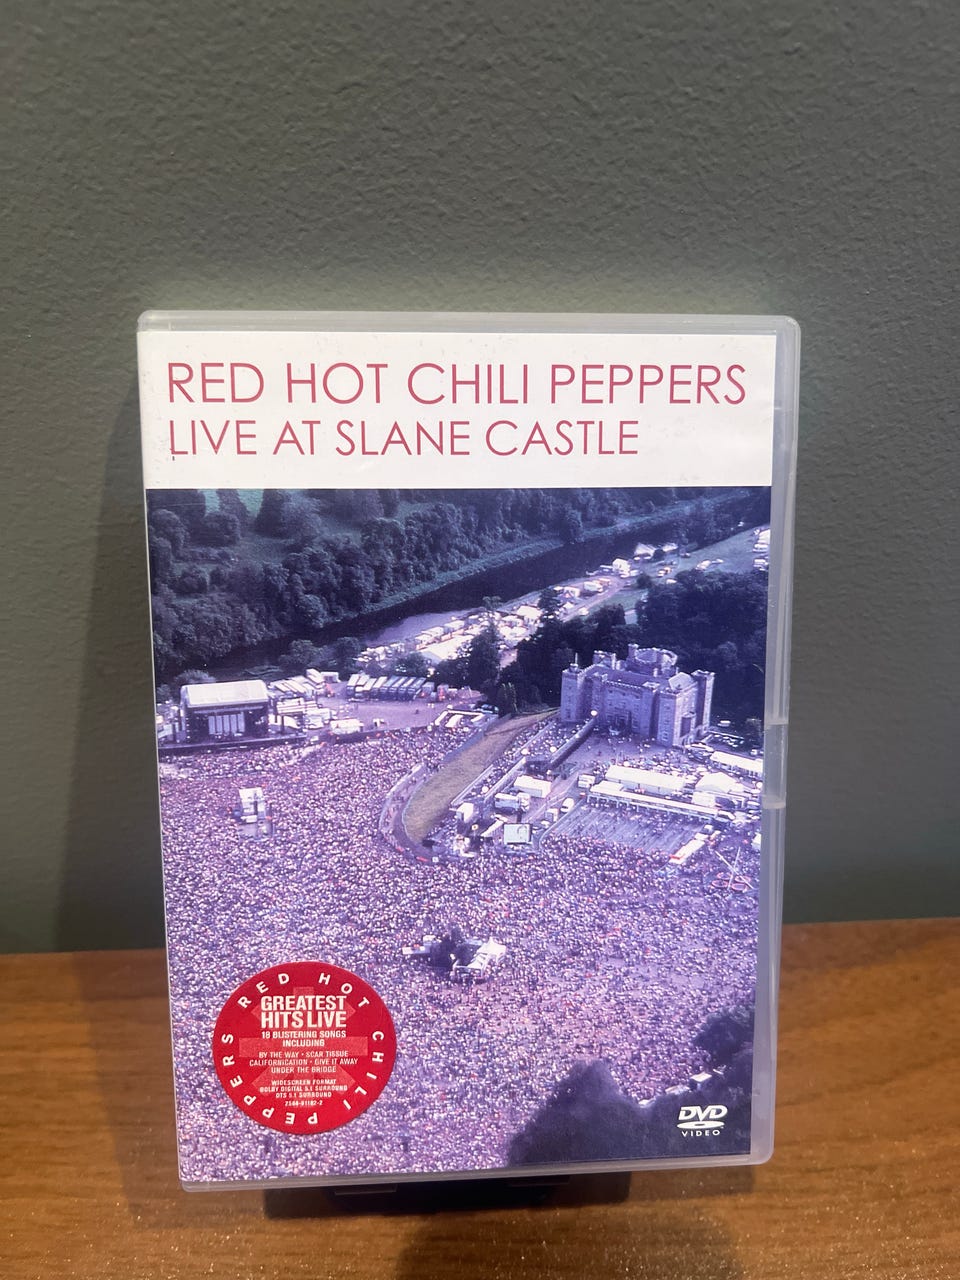 RED HOT CHILI PEPPERS
LIVE AT SLANE CASTLE
RED HOT CHILI PEPPERS
GREATEST
HITS LIVE
18 BLISTERING SONGS
INCLUDING
BY THE WAY • SCAR TISSUE
CALIFORNICATION • GIVE IT AWAY
UNDER THE BRIDGE
WIDESCREEN FORMAT
DOLBY DIGITAL 5.1 SURROUND
DTS 5.1 SURROUND
DVD
VIDEO